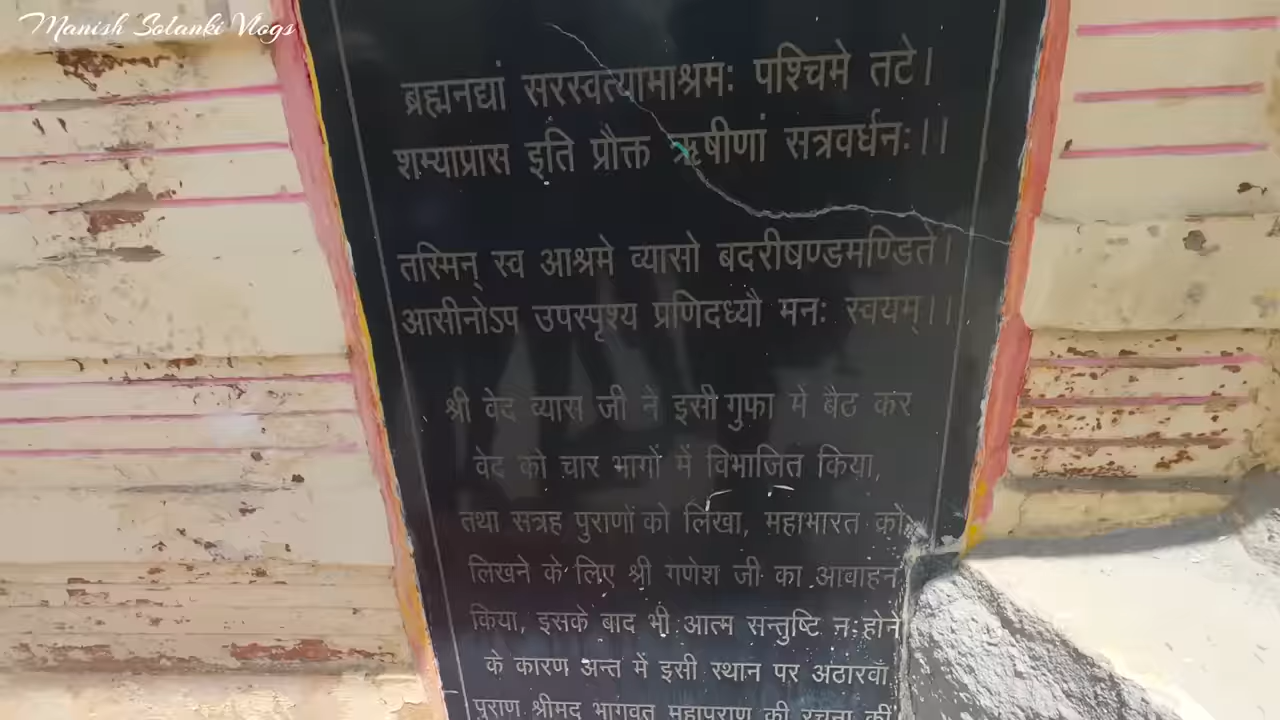 Manish Solanki Vlogs
ब्रह्मनद्यां सरस्वत्यामाश्रमः पश्चिमे तटे।
शम्याप्रास इति प्रौक्त ऋषीणां सत्रवर्धनः।।
तस्मिन् स्व आश्रमे व्यासो बदरीषण्डमण्डिते।
आसीनोऽप उपस्पृश्य प्रणिदध्यौ मनः स्वयम्।।
श्री वेद व्यास जी ने इसी गुफा में बैठ कर
वेद को चार भागों में विभाजित किया,
तथा सत्रह पुराणों को लिखा, महाभारत को
लिखने के लिए श्री गणेश जी का आवाहन
किया, इसके बाद भी आत्म सन्तुष्टि न होने
के कारण अन्त में इसी स्थान पर अठारवाँ
पुराण श्रीमद् भागवत महापुराण की रचना कीं